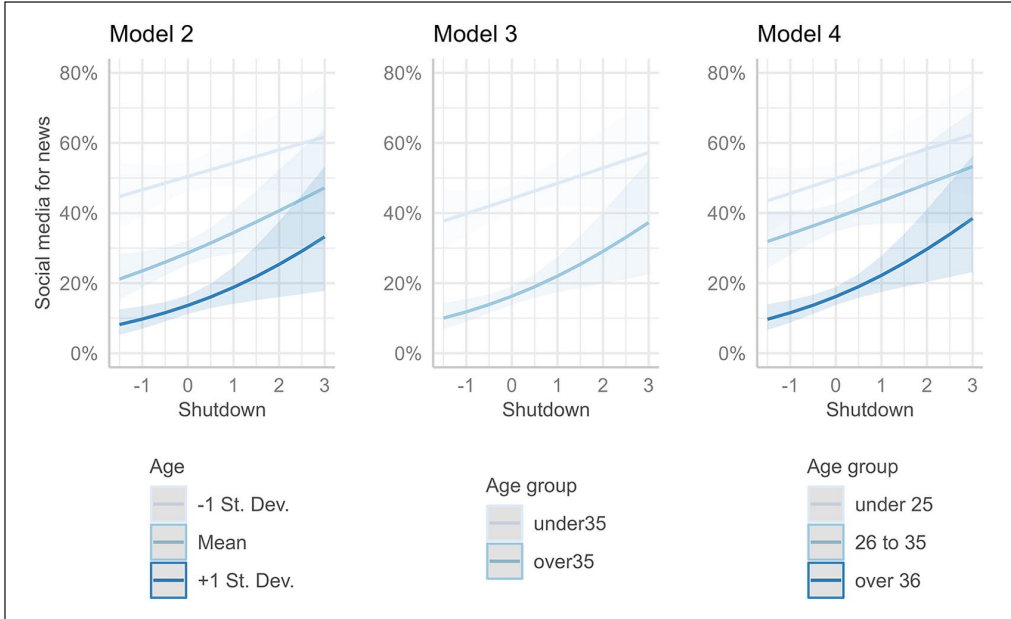 Model 2
Model 3
Model 4
Social media for news
80%
60%
40%
20%
0%
-1 0 1 2 3
Shutdown
80%
60%
40%
20%
0%
-1 0 1 2 3
Shutdown
80%
60%
40%
20%
0%
-1 0 1 2 3
Shutdown
Age
-1 St. Dev.
Mean
+1 St. Dev.
Age group
under35
over35
Age group
under 25
26 to 35
over 36